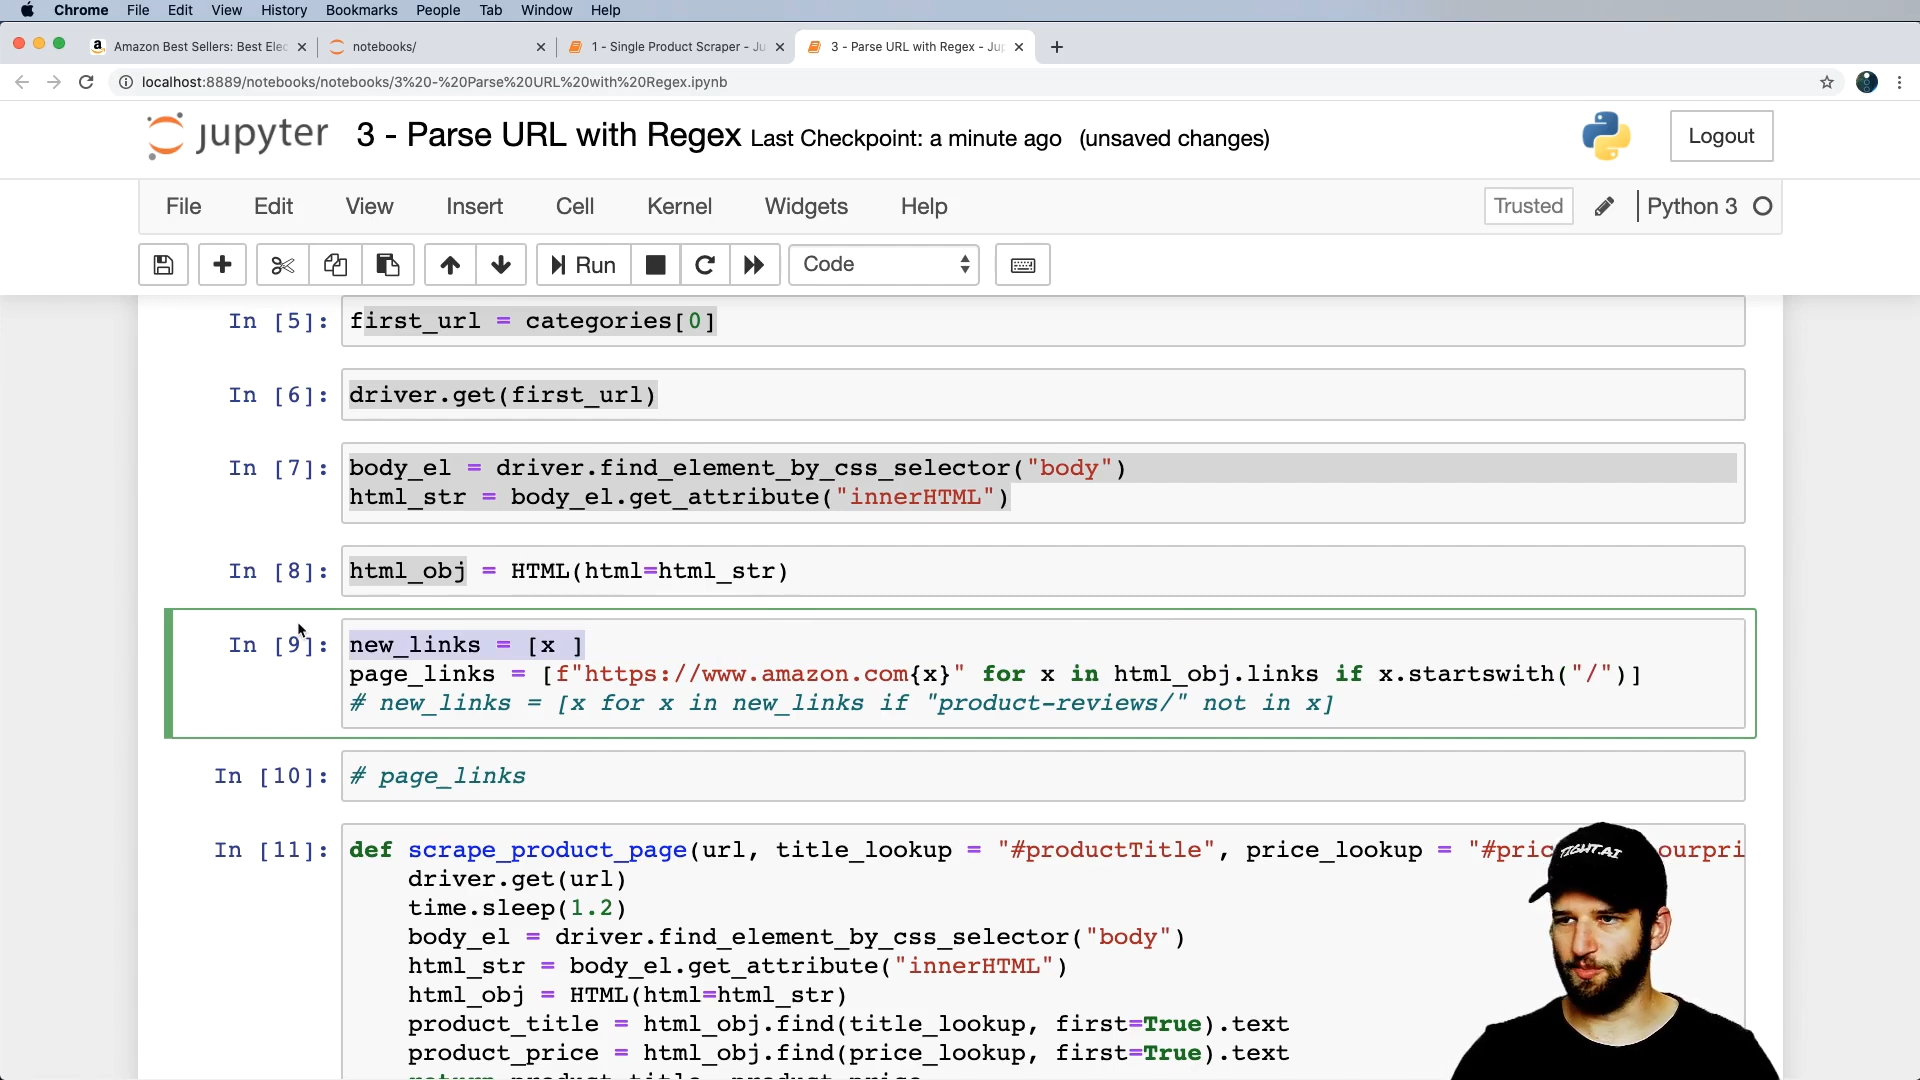 Chrome File Edit View History Bookmarks People Tab Window Help
Amazon Best Sellers: Best Elec
notebooks/
1 - Single Product Scraper - Ju
3 - Parse URL with Regex - Jup
localhost:8889/notebooks/notebooks/3%20-%20Parse%20URL%20with%20Regex.ipynb
jupyter 3 - Parse URL with Regex Last Checkpoint: a minute ago (unsaved changes)
Logout
File Edit View Insert Cell Kernel Widgets Help
Trusted
Python 3
Run
Code
In [5]: first_url = categories[0]
In [6]: driver.get(first_url)
In [7]: body_el = driver.find_element_by_css_selector("body")
html_str = body_el.get_attribute("innerHTML")
In [8]: html_obj = HTML(html=html_str)
In [9]: new_links = [x ]
page_links = [f"https://www.amazon.com{x}" for x in html_obj.links if x.startswith("/")]
# new_links = [x for x in new_links if "product-reviews/" not in x]
In [10]: # page_links
In [11]: def scrape_product_page(url, title_lookup = "#productTitle", price_lookup = "#pric ourpri
driver.get(url)
time.sleep(1.2)
body_el = driver.find_element_by_css_selector("body")
html_str = body_el.get_attribute("innerHTML")
html_obj = HTML(html=html_str)
product_title = html_obj.find(title_lookup, first=True).text
product_price = html_obj.find(price_lookup, first=True).text
return product_title, product_price
TIGHT.AI